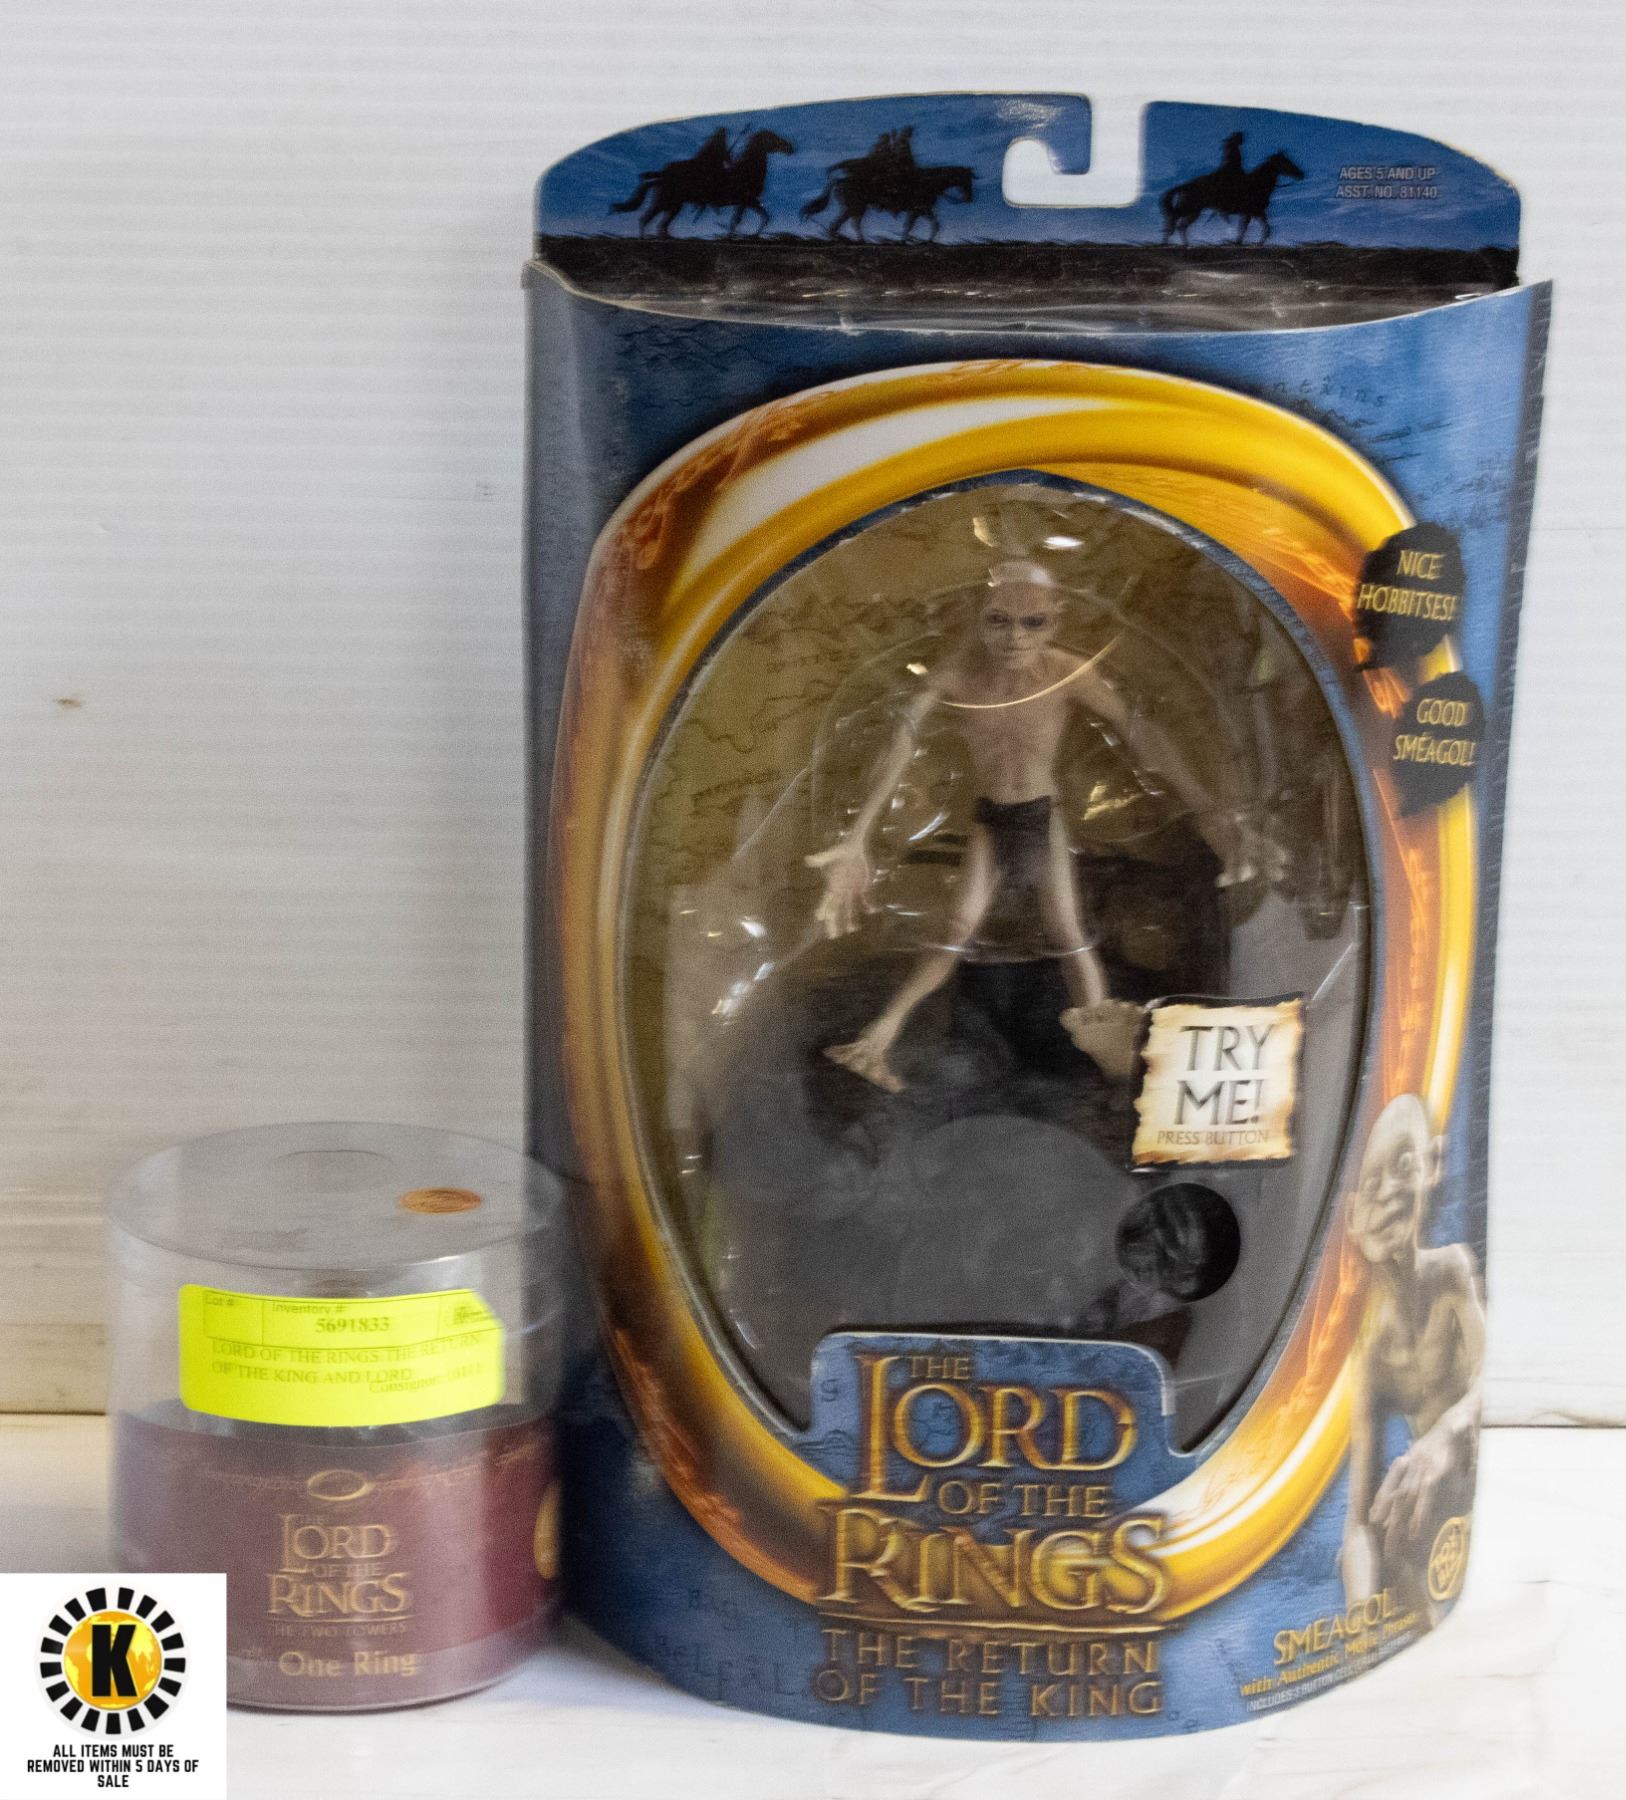 AGES 5 AND UP
ASST. NO. 81140
NICE
HOBBITSES!
GOOD
SMÉAGOL!
TRY
ME!
PRESS BUTTON
THE
LORD
OF THE
RINGS
THE RETURN
OF THE KING
SMÉAGOL
with Authentic Movie Phrases
Lot #
Inventory #:
5691833
LORD OF THE RINGS THE RETURN
OF THE KING AND LORD
Consignor:
THE
LORD
OF THE
RINGS
THE TWO TOWERS
One Ring
K
ALL ITEMS MUST BE
REMOVED WITHIN 5 DAYS OF
SALE